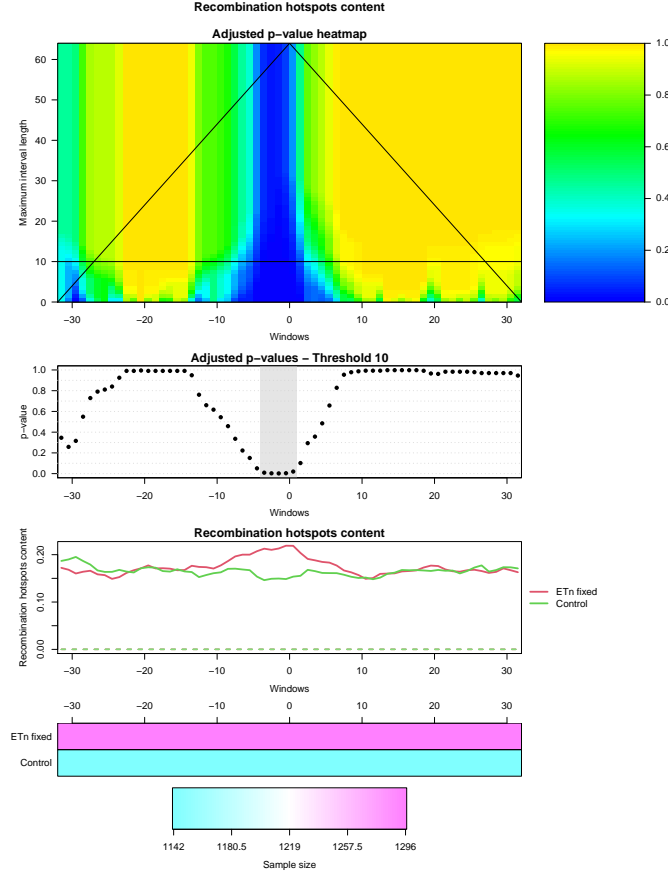 Recombination hotspots content
Adjusted p-value heatmap
Maximum interval length
0 10 20 30 40 50 60
−30 −20 −10 0 10 20 30
Windows
0.0 0.2 0.4 0.6 0.8 1.0
Adjusted p-values − Threshold 10
p-value
0.0 0.2 0.4 0.6 0.8 1.0
−30 −20 −10 0 10 20 30
Windows
Recombination hotspots content
Recombination hotspots content
0.00 0.10 0.20
−30 −20 −10 0 10 20 30
Windows
ETn fixed
Control
−30 −20 −10 0 10 20 30
ETn fixed
Control
1142 1180.5 1219 1257.5 1296
Sample size